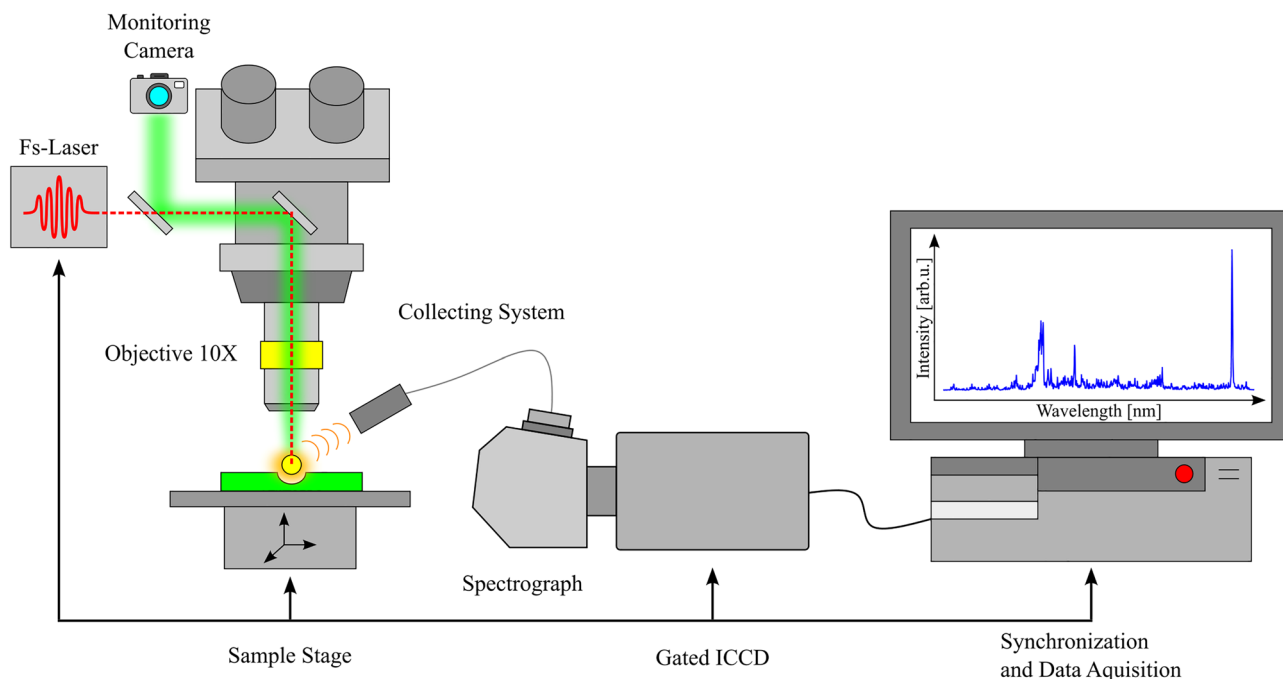 Monitoring
Camera
Fs-Laser
Objective 10X
Collecting System
Intensity [arb.u.]
Wavelength [nm]
Spectrograph
Sample Stage
Gated ICCD
Synchronization
and Data Aquisition